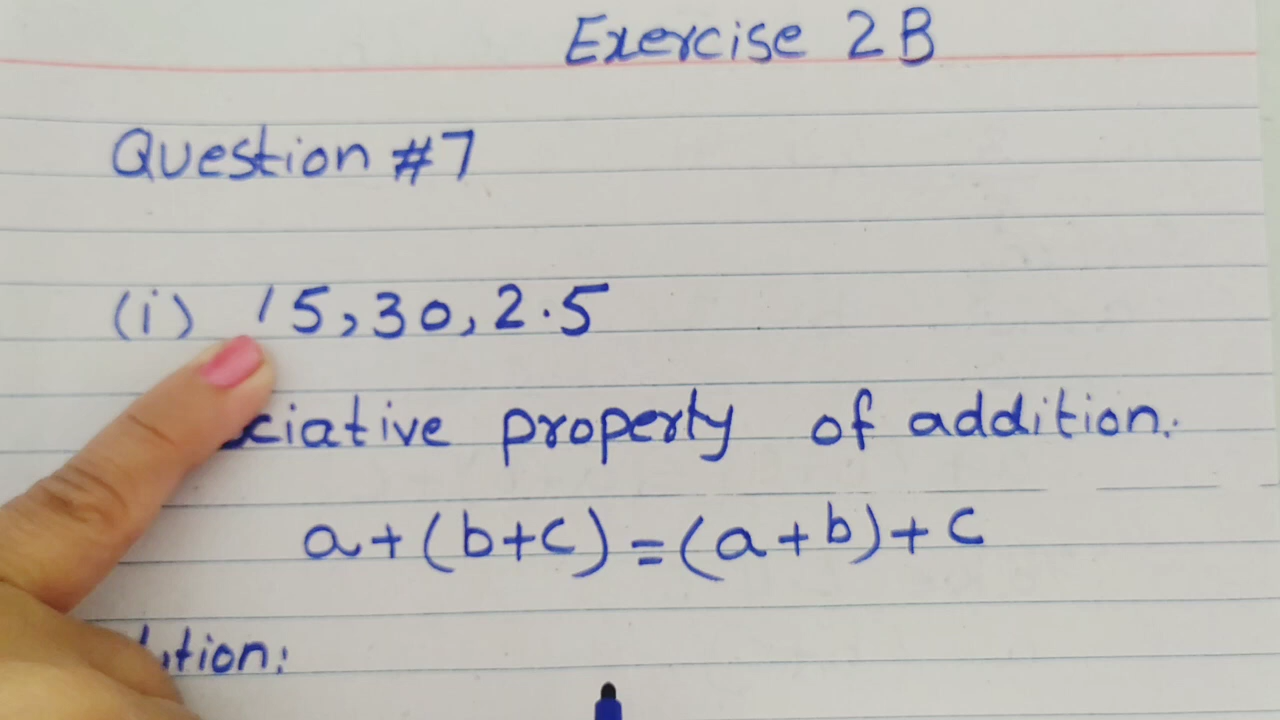 Exercise 2B
Question #7
(i) 15,30,2.5
ciative property of addition.
a+(b+c)=(a+b)+c
tion: